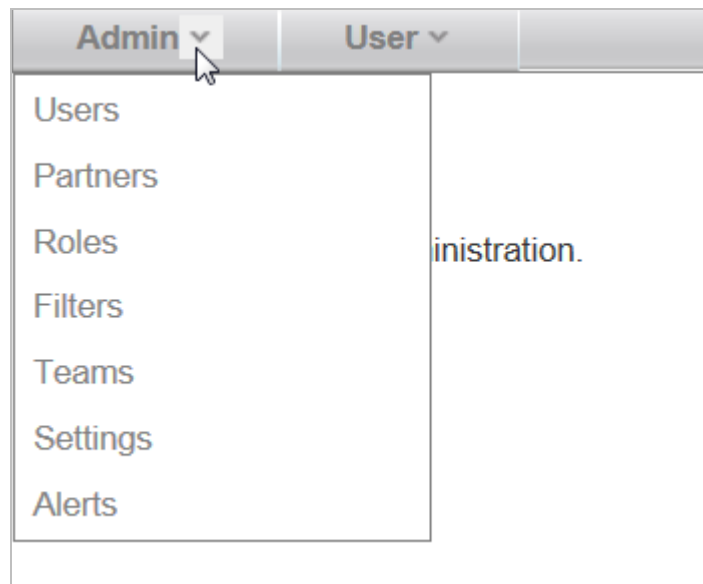 Admin User
Users
Partners
Roles
inistration.
Filters
Teams
Settings
Alerts